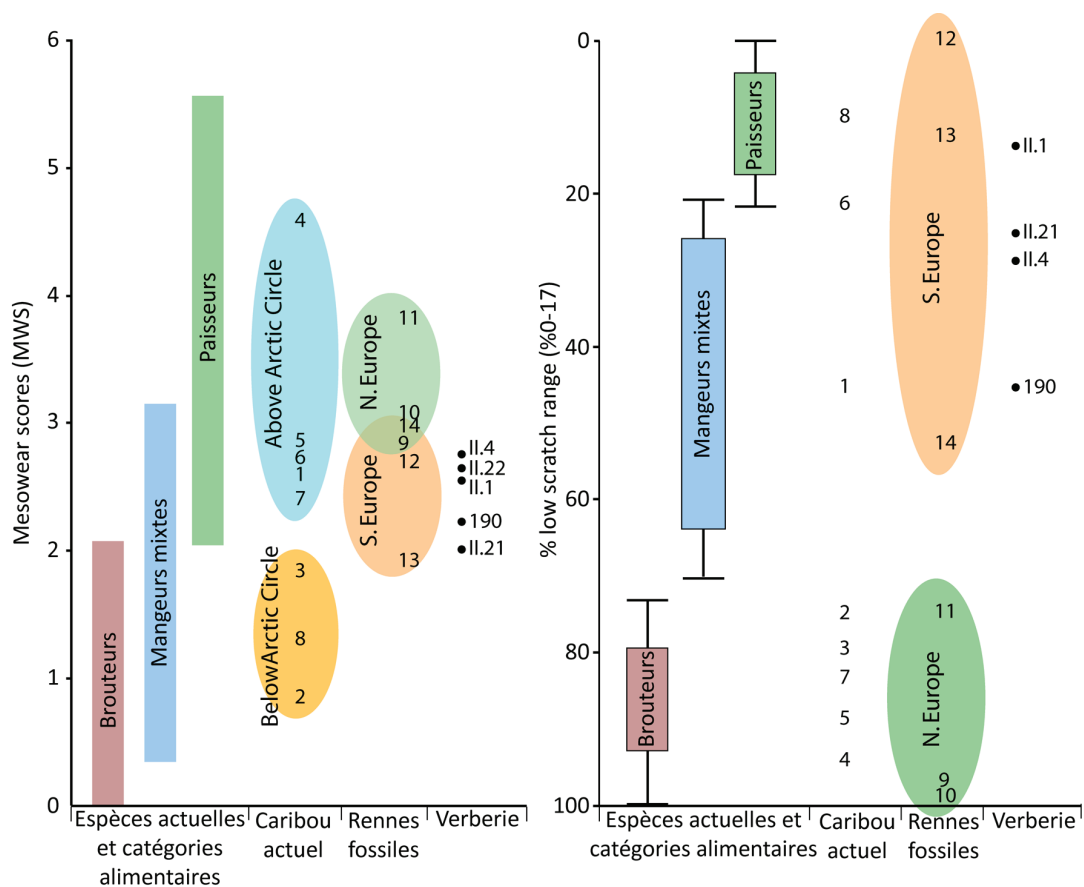 6
5
4
3
2
1
0
Mesowear scores (MWS)
Brouteurs
Mangeurs mixtes
Paisseurs
Above Arctic Circle
4
5
6
1
7
BelowArctic Circle
3
8
2
N. Europe
11
10
14
9
S. Europe
12
13
II.4
II.22
II.1
190
II.21
Espèces actuelles
et catégories
alimentaires
Caribou
actuel
Rennes
fossiles
Verberie
0
20
40
60
80
100
% low scratch range (%0-17)
Brouteurs
Mangeurs mixtes
Paisseurs
8
6
1
2
3
7
5
4
12
13
S. Europe
14
11
N. Europe
9
10
II.1
II.21
II.4
190
Espèces actuelles et
catégories alimentaires
Caribou
actuel
Rennes
fossiles
Verberie